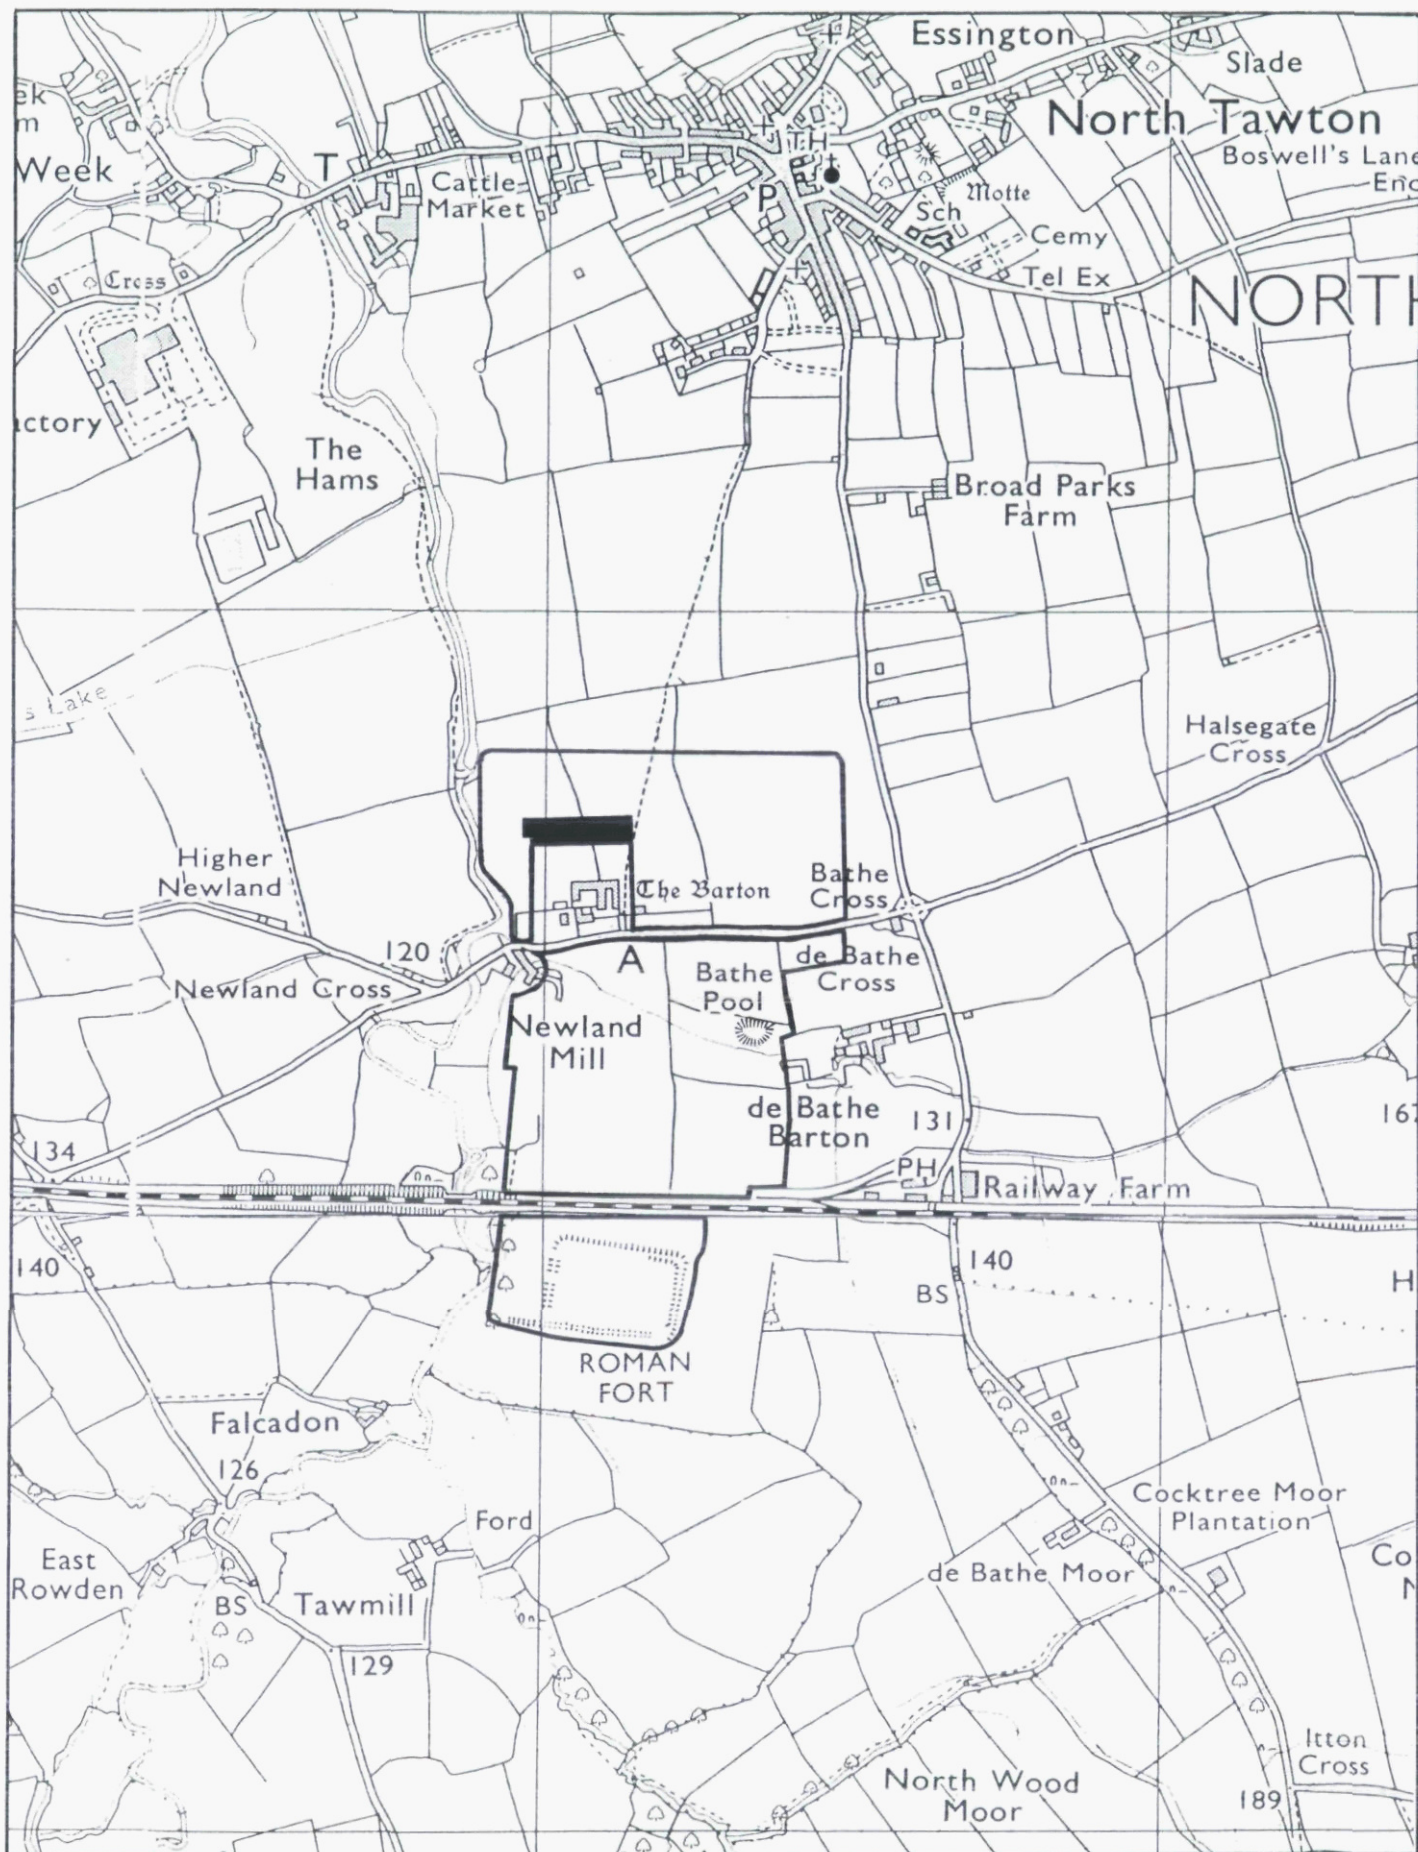 Essington
Slade
North Tawton
Boswell's Lane
T H
Week
T
Cattle
Market
P
Motte
Sch
Cemy
Tel Ex
Cross
NORTH
The
Hams
Broad Parks
Farm
s Lake
Halsegate
Cross
Higher
Newland
The Barton
Bathe
Cross
120
A
de Bathe
Cross
Newland Cross
Bathe
Pool
Newland
Mill
de Bathe
Barton
131
134
PH
Railway Farm
140
140
BS
H
ROMAN
FORT
Falcadon
126
Cocktree Moor
Plantation
Ford
East
Rowden
de Bathe Moor
Co
BS
Tawmill
129
Itton
Cross
North Wood
Moor
189